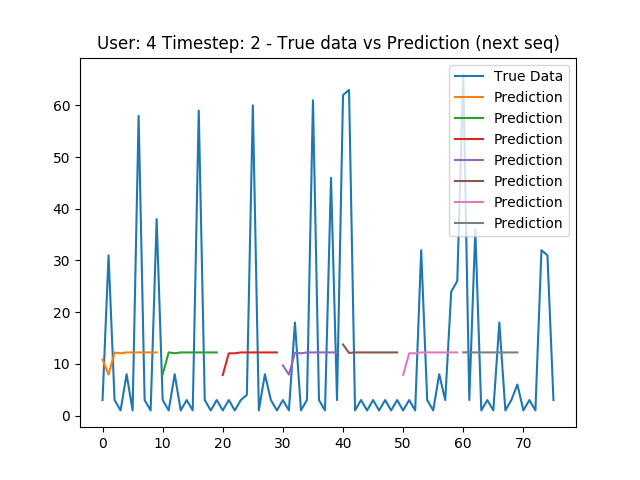 User: 4 Timestep: 2 - True data vs Prediction (next seq)
True Data
Prediction
Prediction
Prediction
Prediction
Prediction
Prediction
Prediction
60
50
40
30
20
10
0
0 10 20 30 40 50 60 70